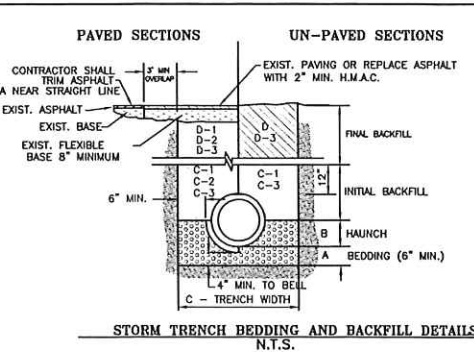 PAVED SECTIONS
UN-PAVED SECTIONS
CONTRACTOR SHALL
TRIM ASPHALT
A NEAR STRAIGHT LINE
3' MIN
OVERLAP
EXIST. PAVING OR REPLACE ASPHALT
WITH 2" MIN. H.M.A.C.
EXIST. ASPHALT
EXIST. BASE
EXIST. FLEXIBLE
BASE 8" MINIMUM
D-1
D-2
D-3
D
D-3
FINAL BACKFILL
C-1
C-2
C-3
C-1
C-3
12"
INITIAL BACKFILL
6" MIN.
B
HAUNCH
A
BEDDING (6" MIN.)
4" MIN. TO BELL
C - TRENCH WIDTH
STORM TRENCH BEDDING AND BACKFILL DETAILS
N.T.S.